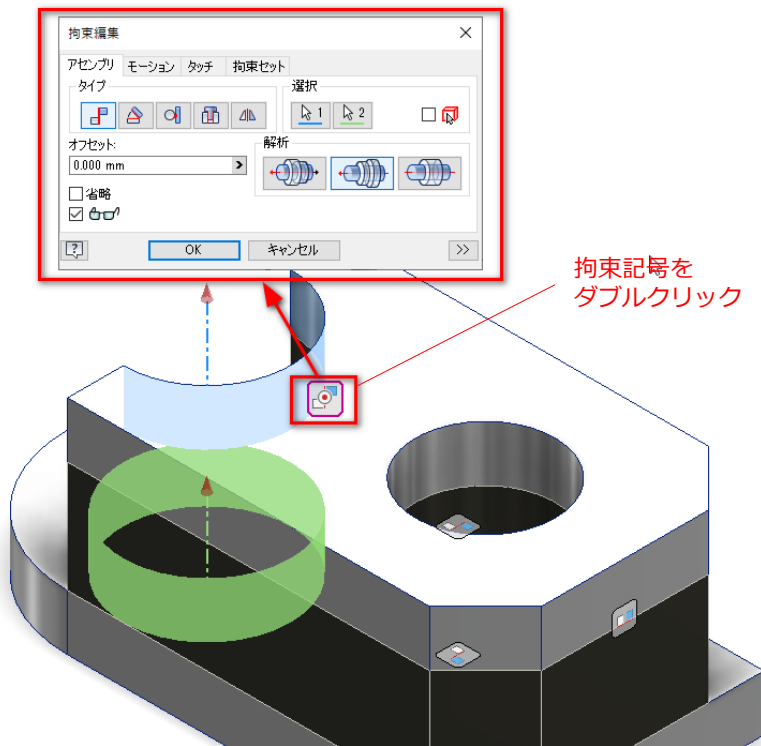 拘束編集
アセンブリ モーション タッチ 拘束セット
タイプ
選択
1 2
オフセット:
0.000 mm
解析
省略
OK キャンセル >>
拘束記号を
ダブルクリック